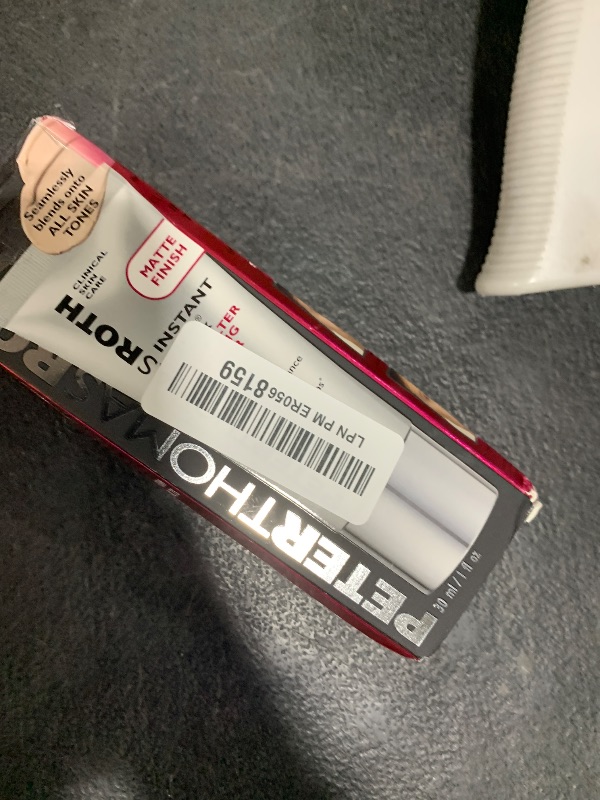 Seamlessly
blends onto
ALL SKIN
TONES
CLINICAL
SKIN
CARE
ROTH
MATTE
FINISH
INSTANT
LPN PM ER0568159
PETERTHOMAS
30 ml / 1 fl oz